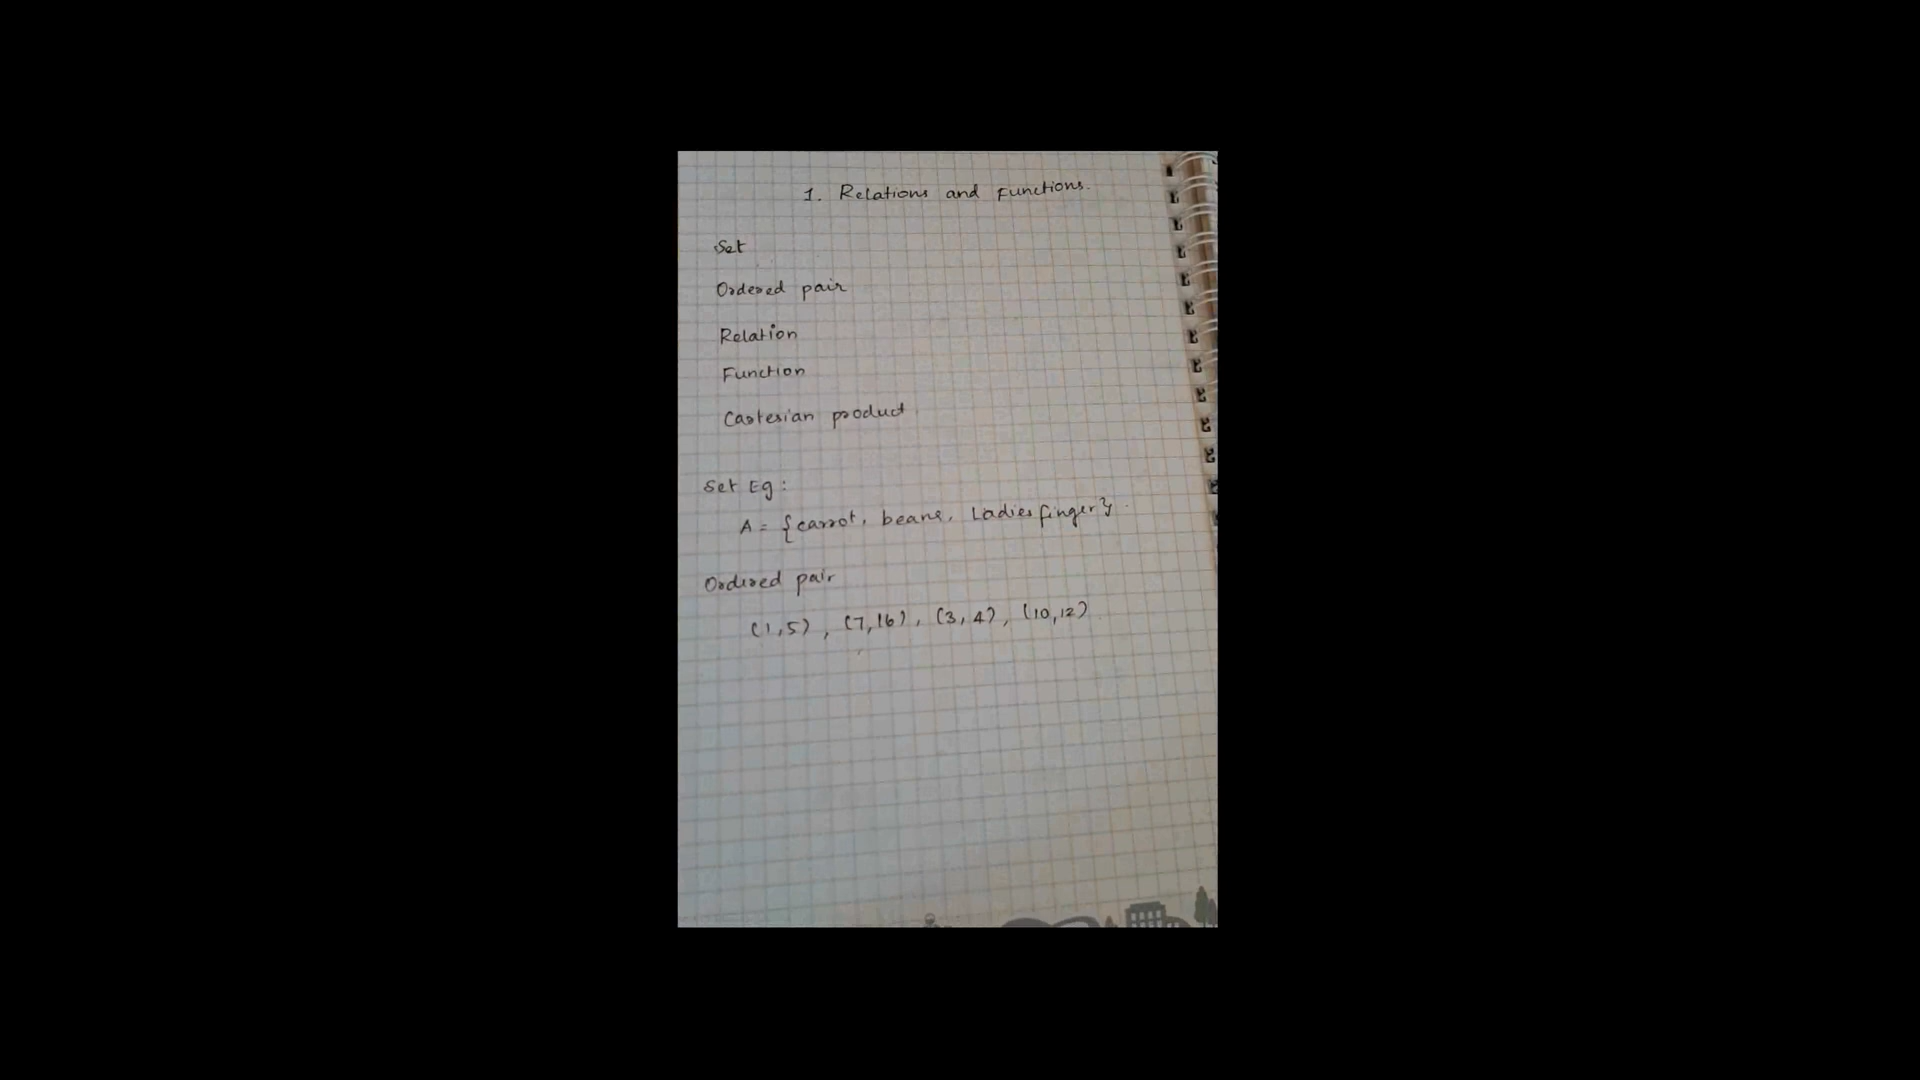 1. Relations and Functions.
Set
Ordered pair
Relation
Function
Cartesian product
Set Eg:
A = {carrot, beans, Ladies finger}.
Ordered pair
(1,5), (7,16), (3,4), (10,12)